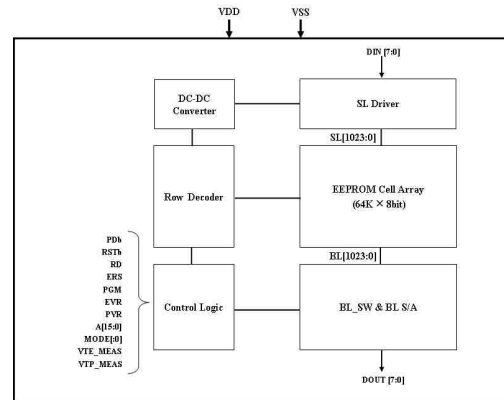 VDD VSS
DIN [7:0]
DC-DC
Converter
SL Driver
SL[1023:0]
Row Decoder
EEPROM Cell Array
(64K × 8bit)
BL[1023:0]
PDb
RSTb
RD
ERS
PGM
EVR
PVR
A[15:0]
MODE[:0]
VTE_MEAS
VTP_MEAS
Control Logic
BL_SW & BL S/A
DOUT [7:0]